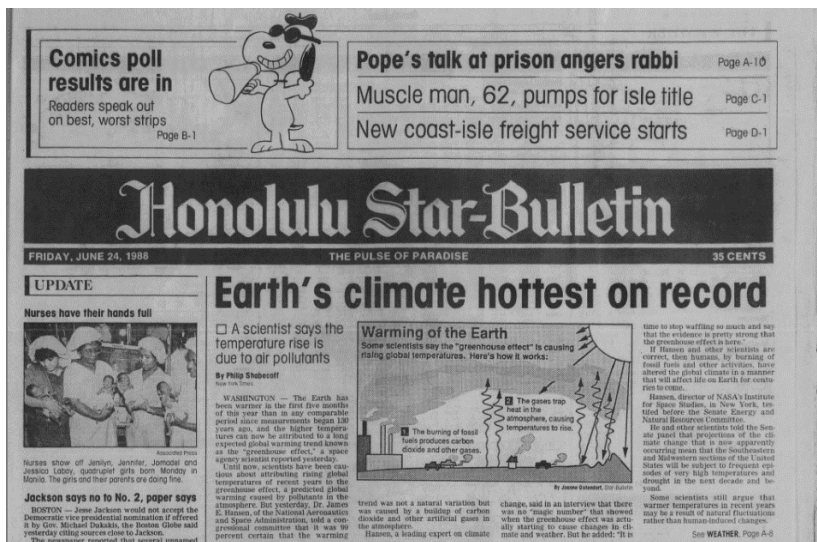 Comics poll
results are in
Readers speak out
on best, worst strips
Page B-1
Pope's talk at prison angers rabbi Page A-10
Muscle man, 62, pumps for isle title Page C-1
New coast-isle freight service starts Page D-1
Honolulu Star-Bulletin
FRIDAY, JUNE 24, 1988 THE PULSE OF PARADISE 35 CENTS
UPDATE
Nurses have their hands full
Associated Press
Nurses show off Jenilyn, Jennifer, Jamodel and
Jessica Labay, quadruplet girls born Monday in
Manila. The girls and their parents are doing fine.
Jackson says no to No. 2, paper says
BOSTON — Jesse Jackson would not accept the
Democratic vice presidential nomination if offered
it by Gov. Michael Dukakis, the Boston Globe said
yesterday citing sources close to Jackson.
The newspaper reported that several unnamed
Earth's climate hottest on record
A scientist says the
temperature rise is
due to air pollutants
By Philip Shabecoff
New York Times
WASHINGTON — The Earth has
been warmer in the first five months
of this year than in any comparable
period since measurements began 130
years ago, and the higher tempera-
tures can now be attributed to a long
expected global warming trend known
as the "greenhouse effect," a space
agency scientist reported yesterday.
Until now, scientists have been cau-
tious about attributing rising global
temperatures of recent years to the
greenhouse effect, a predicted global
warming caused by pollutants in the
atmosphere. But yesterday, Dr. James
E. Hansen, of the National Aeronautics
and Space Administration, told a con-
gressional committee that it was 99
percent certain that the warming
Warming of the Earth
Some scientists say the "greenhouse effect" is causing
rising global temperatures. Here's how it works:
1 The burning of fossil
fuels produces carbon
dioxide and other gases.
2 The gases trap
heat in the
atmosphere, causing
temperatures to rise.
Star-Bulletin
trend was not a natural variation but
was caused by a buildup of carbon
dioxide and other artificial gases in
the atmosphere.
Hansen, a leading expert on climate
change, said in an interview that there
was no "magic number" that showed
when the greenhouse effect was actu-
ally starting to cause changes in cli-
mate and weather. But he added: "It is
time to stop waffling so much and say
that the evidence is pretty strong that
the greenhouse effect is here."
If Hansen and other scientists are
correct, then humans, by burning of
fossil fuels and other activities, have
altered the global climate in a manner
that will affect life on Earth for centu-
ries to come.
Hansen, director of NASA's Institute
for Space Studies, in New York, tes-
tified before the Senate Energy and
Natural Resources Committee.
He and other scientists told the Sen-
ate panel that projections of the cli-
mate change that is now apparently
occurring mean that the Southeastern
and Midwestern sections of the United
States will be subject to frequent epi-
sodes of very high temperatures and
drought in the next decade and be-
yond.
Some scientists still argue that
warmer temperatures in recent years
may be a result of natural fluctuations
rather than human-induced changes.
See WEATHER, Page A-8